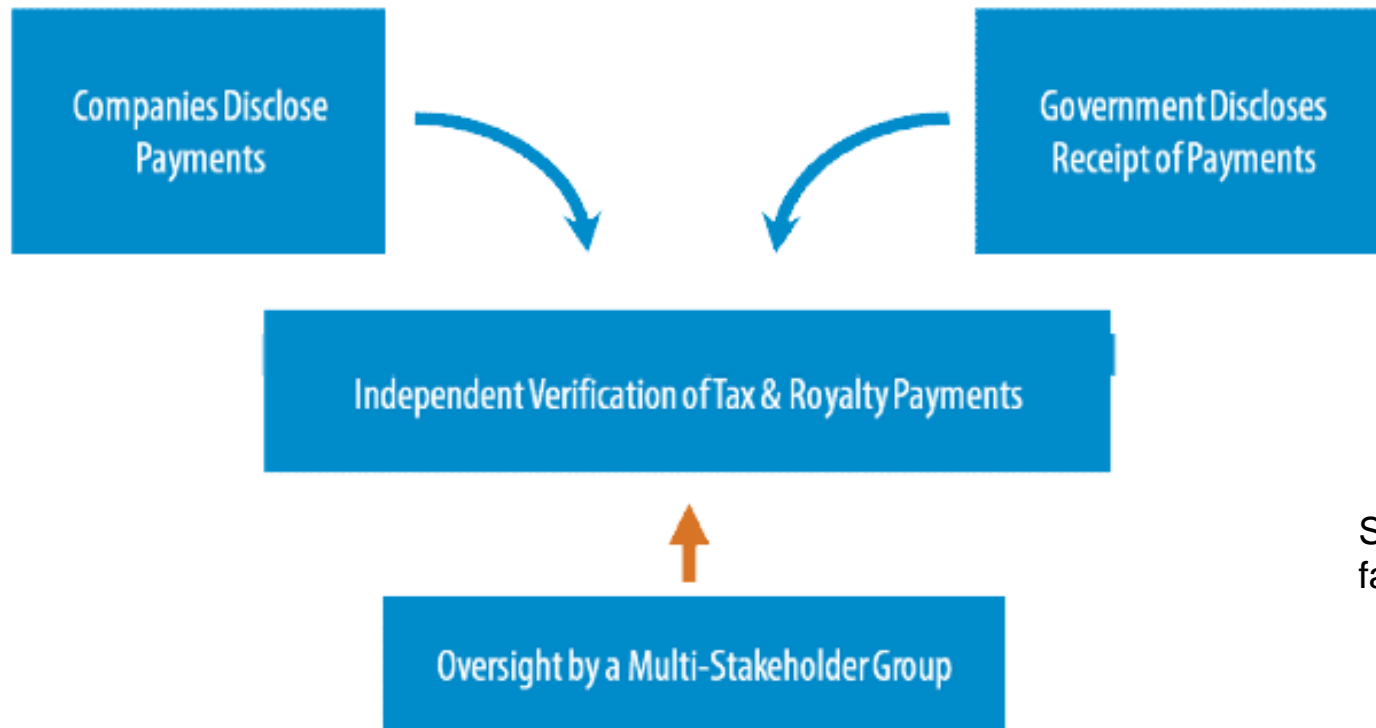 Companies Disclose
Payments
Government Discloses
Receipt of Payments
Independent Verification of Tax & Royalty Payments
Oversight by a Multi-Stakeholder Group